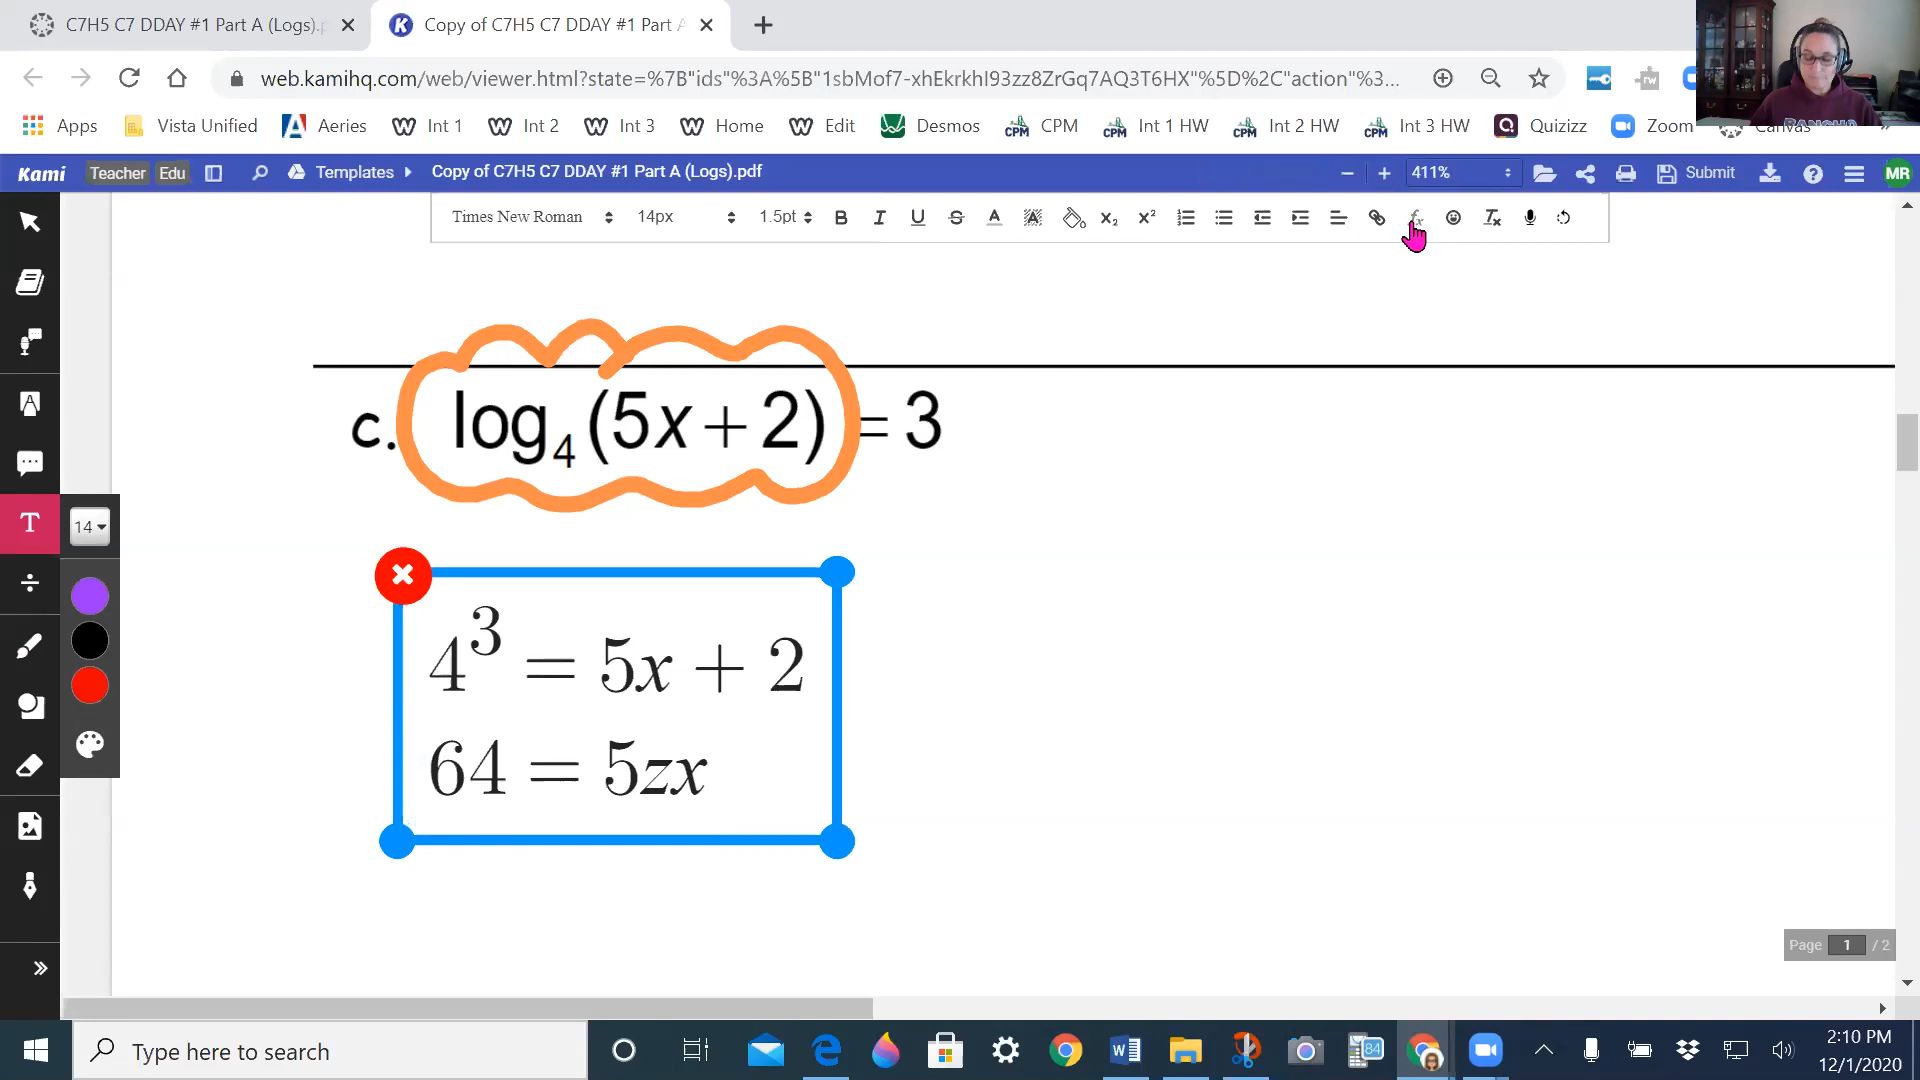 C7H5 C7 DDAY #1 Part A (Logs).p
Copy of C7H5 C7 DDAY #1 Part A
web.kamihq.com/web/viewer.html?state=%7B"ids"%3A%5B"1sbMof7-xhEkrkhI93zz8ZrGq7AQ3T6HX"%5D%2C"action"%3...
Apps Vista Unified Aeries Int 1 Int 2 Int 3 Home Edit Desmos CPM Int 1 HW Int 2 HW Int 3 HW Quizizz Zoom Canvas »
Kami Teacher Edu Templates Copy of C7H5 C7 DDAY #1 Part A (Logs).pdf 411% Submit MR
Times New Roman 14px 1.5pt B I U S A
c. log₄(5x+2) = 3
T 14
4³ = 5x + 2
64 = 5zx
Page 1 / 2
Type here to search
84
2:10 PM
12/1/2020